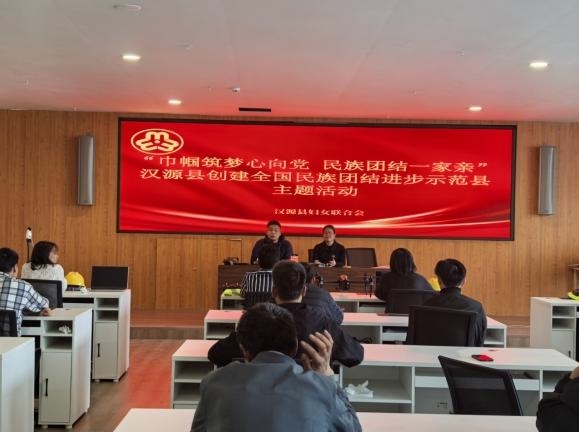 “巾帼筑梦心向党 民族团结一家亲”
汉源县创建全国民族团结进步示范县
主题活动
汉源县妇女联合会